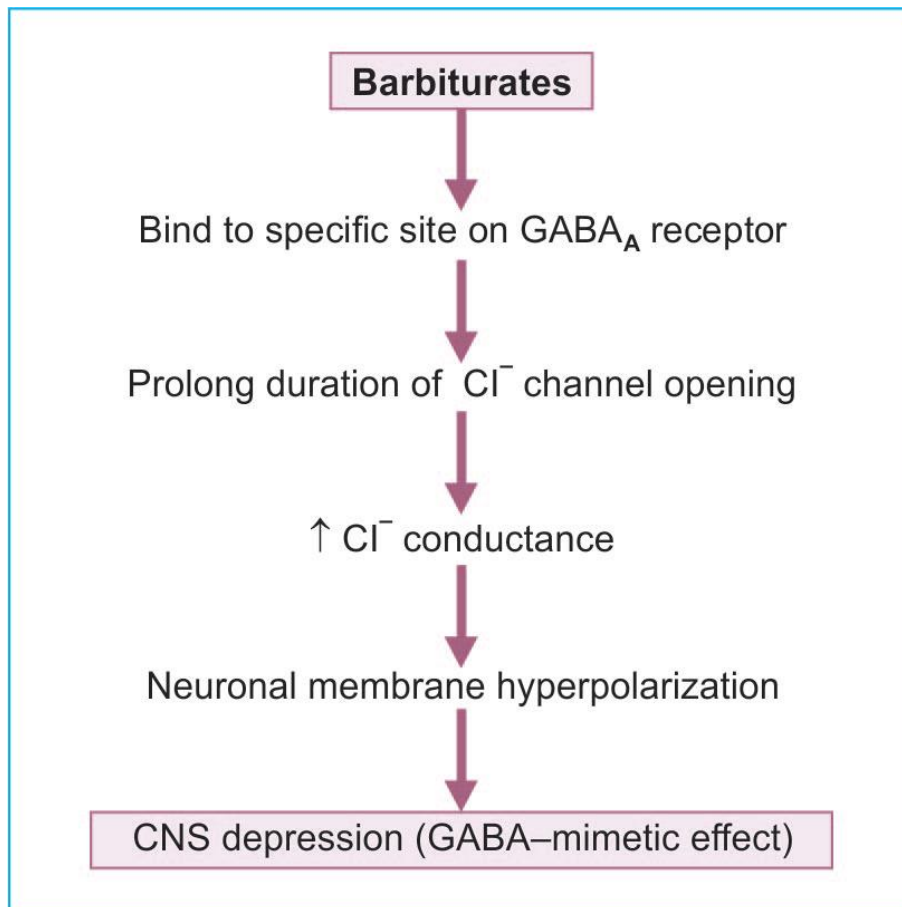 Barbiturates
Bind to specific site on GABA_A receptor
Prolong duration of Cl⁻ channel opening
↑ Cl⁻ conductance
Neuronal membrane hyperpolarization
CNS depression (GABA–mimetic effect)